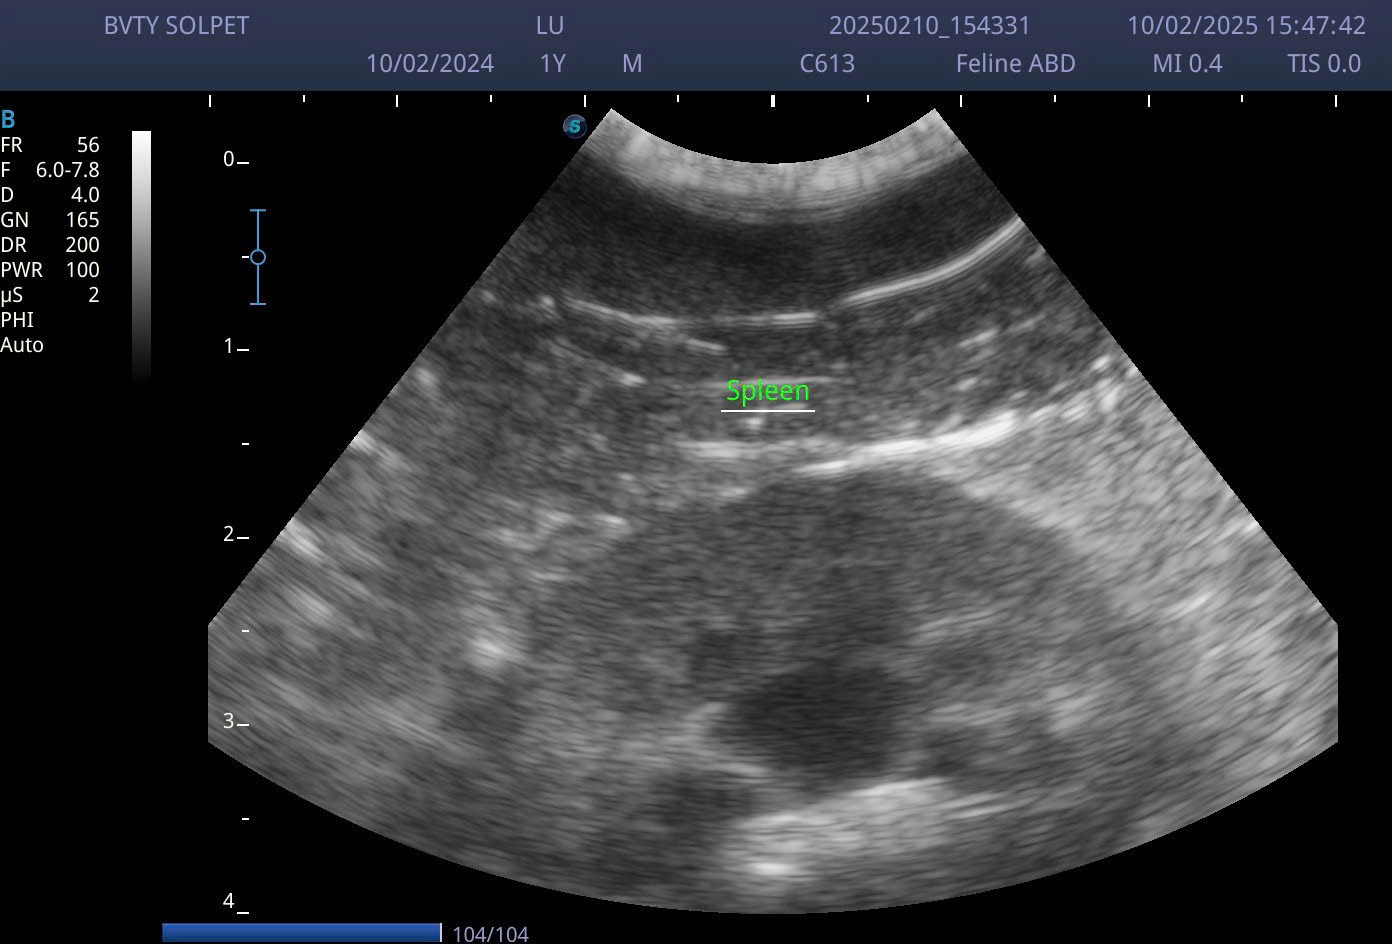 BVTY SOLPET LU 20250210_154331 10/02/2025 15:47:42
10/02/2024 1Y M C613 Feline ABD MI 0.4 TIS 0.0
B
FR 56
F 6.0-7.8
D 4.0
GN 165
DR 200
PWR 100
µS 2
PHI
Auto
S
0
1
Spleen
2
3
4
104/104